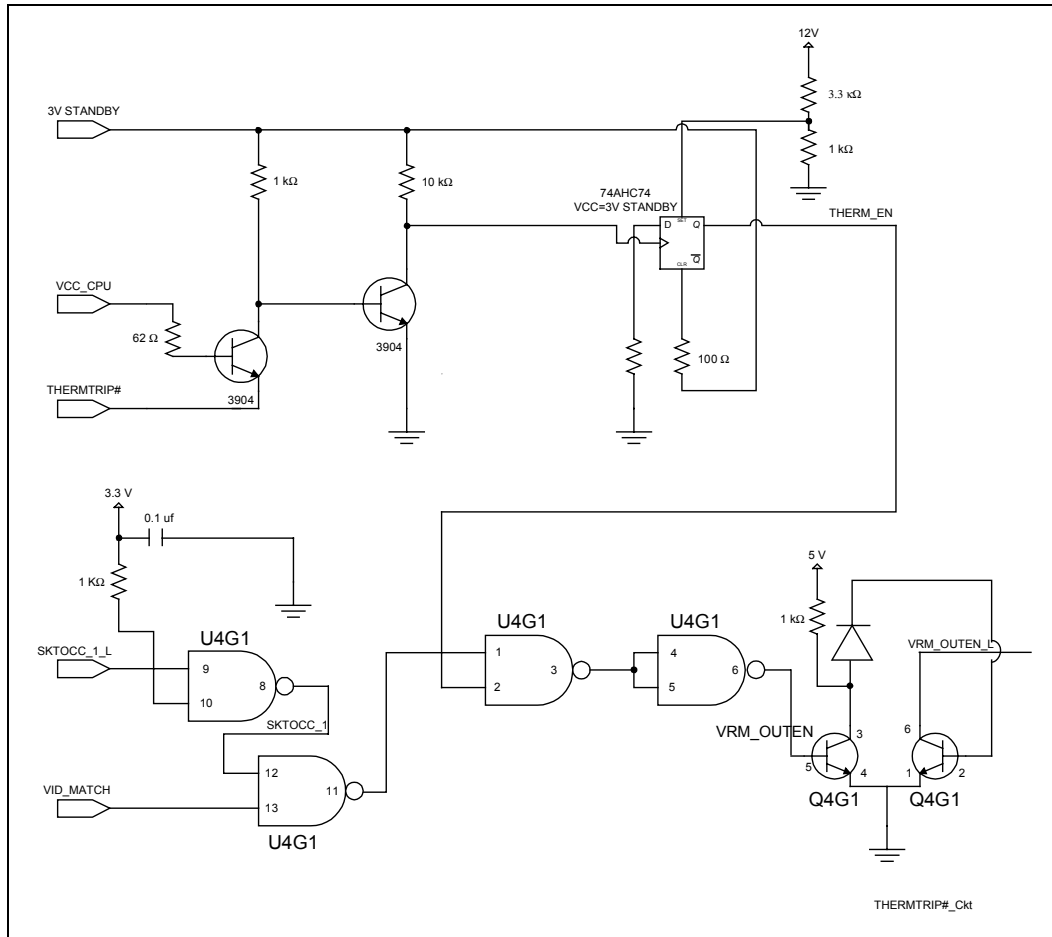 12V
3.3 κΩ
3V STANDBY
1 kΩ
10 kΩ
1 kΩ
74AHC74
VCC=3V STANDBY
THERM_EN
D
SET
Q
Q
CLR
VCC_CPU
62 Ω
3904
100 Ω
THERMTRIP#
3904
3.3 V
0.1 uf
1 KΩ
5 V
1 kΩ
U4G1
U4G1
U4G1
SKTOCC_1_L
9
8
10
1
3
2
4
6
5
VRM_OUTEN_L
SKTOCC_1
VRM_OUTEN
3
6
5
4
1
2
12
11
13
VID_MATCH
U4G1
Q4G1
Q4G1
THERMTRIP#_Ckt